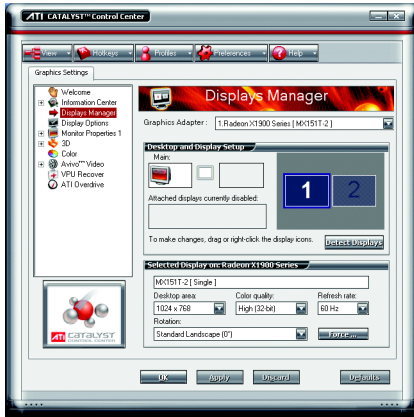 ATI CATALYST™ Control Center
View Hotkeys Profiles Preferences Help
Graphics Settings
Welcome
Information Center
Displays Manager
Display Options
Monitor Properties 1
3D
Color
Avivo™ Video
VPU Recover
ATI Overdrive
Displays Manager
Graphics Adapter : 1.Radeon X1900 Series [ MX151T-2 ]
Desktop and Display Setup
Main:
Attached displays currently disabled:
1 2
To make changes, drag or right-click the display icons.
Detect Displays
Selected Display on: Radeon X1900 Series
MX151T-2 [ Single ]
Desktop area: Color quality: Refresh rate:
1024 x 768 High (32-bit) 60 Hz
Rotation:
Standard Landscape (0°) Force...
ATI CATALYST
CONTROL CENTER
OK Apply Discard Defaults